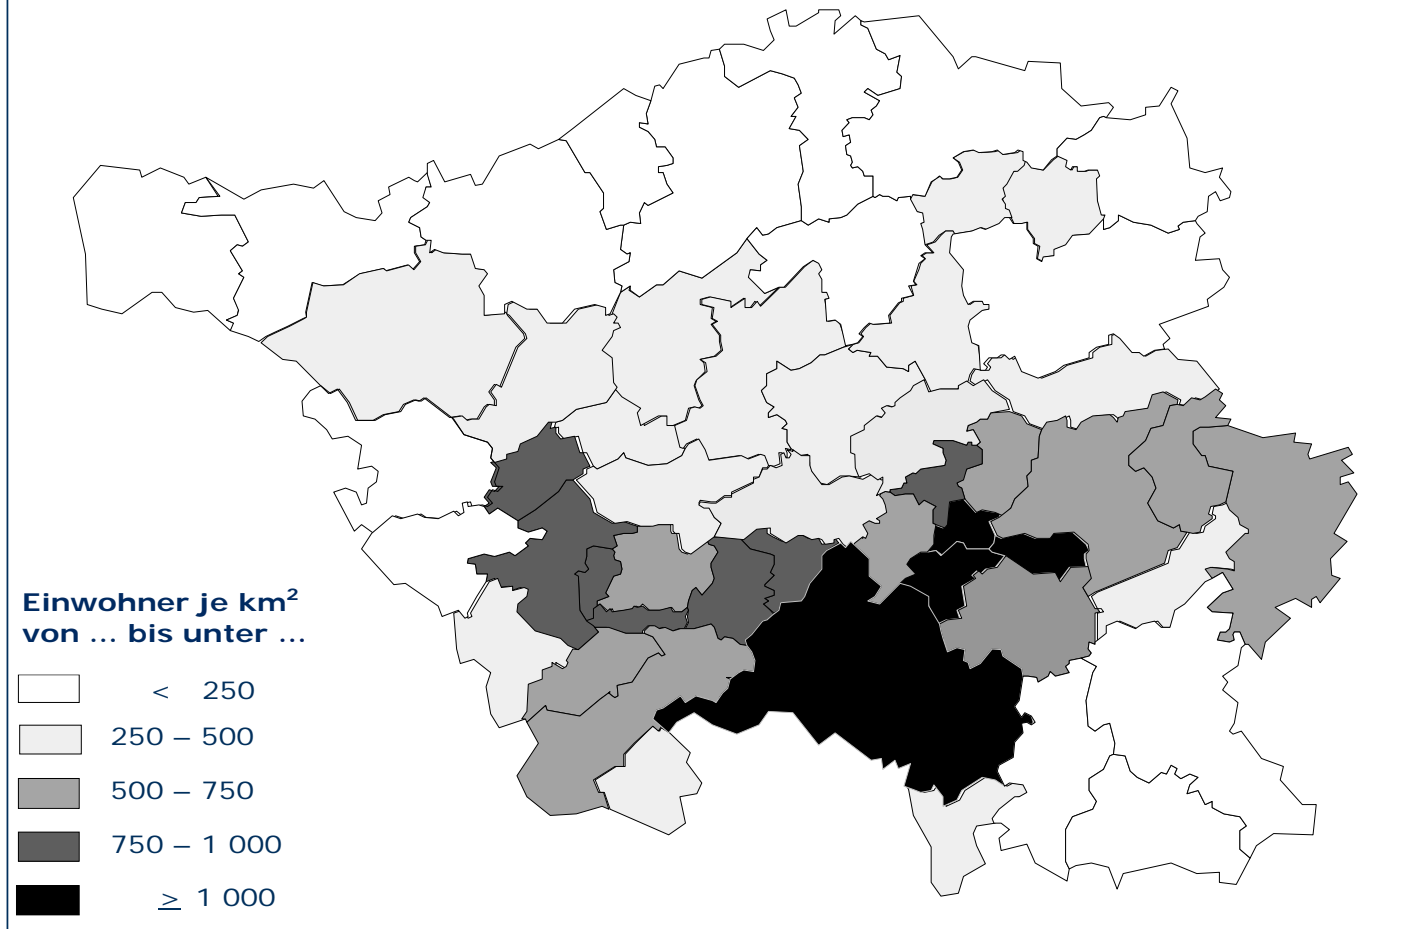 Einwohner je km²
von ... bis unter ...
< 250
250 – 500
500 – 750
750 – 1 000
≥ 1 000